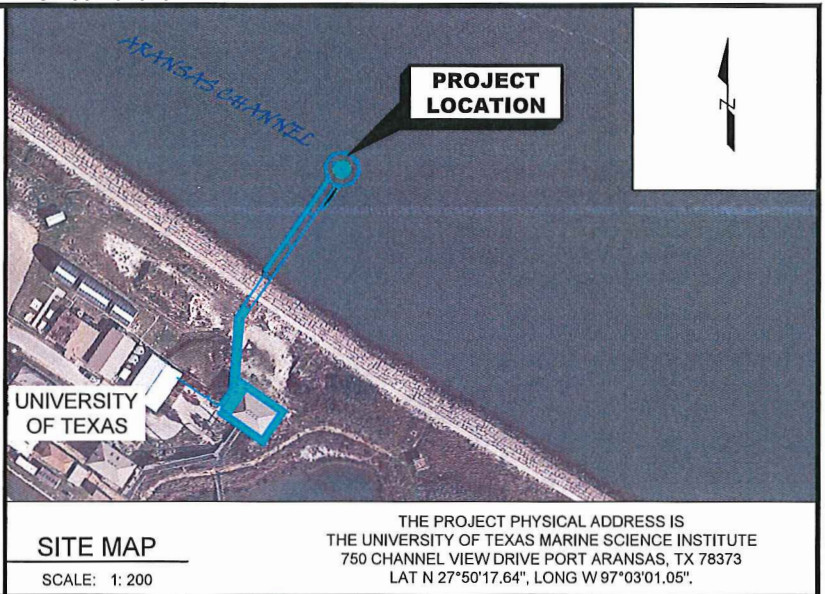 ARANSAS CHANNEL
PROJECT
LOCATION
N
UNIVERSITY
OF TEXAS
SITE MAP
SCALE: 1: 200
THE PROJECT PHYSICAL ADDRESS IS
THE UNIVERSITY OF TEXAS MARINE SCIENCE INSTITUTE
750 CHANNEL VIEW DRIVE PORT ARANSAS, TX 78373
LAT N 27°50'17.64", LONG W 97°03'01.05".